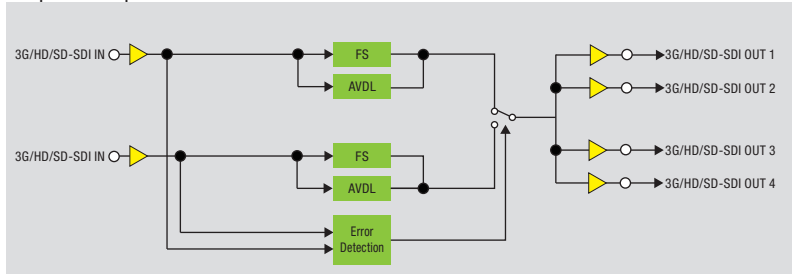 3G/HD/SD-SDI IN
FS
AVDL
3G/HD/SD-SDI IN
FS
AVDL
Error
Detection
3G/HD/SD-SDI OUT 1
3G/HD/SD-SDI OUT 2
3G/HD/SD-SDI OUT 3
3G/HD/SD-SDI OUT 4